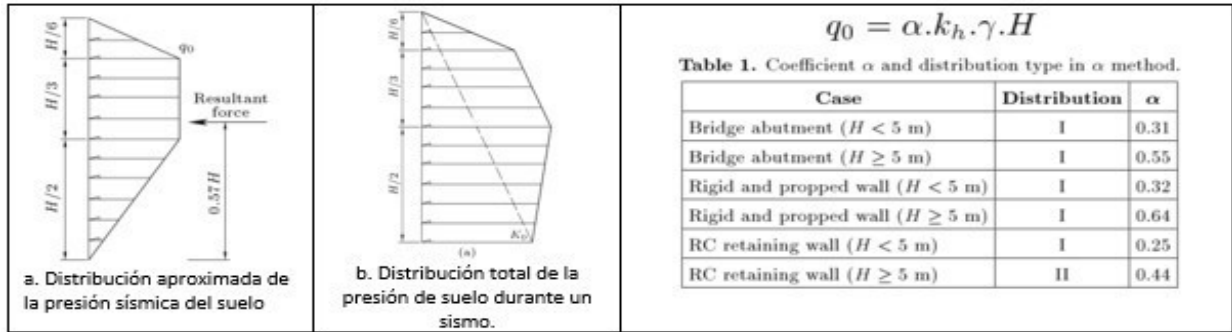 H/6
H/3
H/2
q₀
Resultant
force
0.57H
a. Distribución aproximada de
la presión sísmica del suelo
H/6
H/3
H/2
K₀
(a)
b. Distribución total de la
presión de suelo durante un
sismo.
q₀ = α.kₕ.γ.H
Table 1. Coefficient α and distribution type in α method.
Case Distribution α
Bridge abutment (H < 5 m) I 0.31
Bridge abutment (H ≥ 5 m) I 0.55
Rigid and propped wall (H < 5 m) I 0.32
Rigid and propped wall (H ≥ 5 m) I 0.64
RC retaining wall (H < 5 m) I 0.25
RC retaining wall (H ≥ 5 m) II 0.44